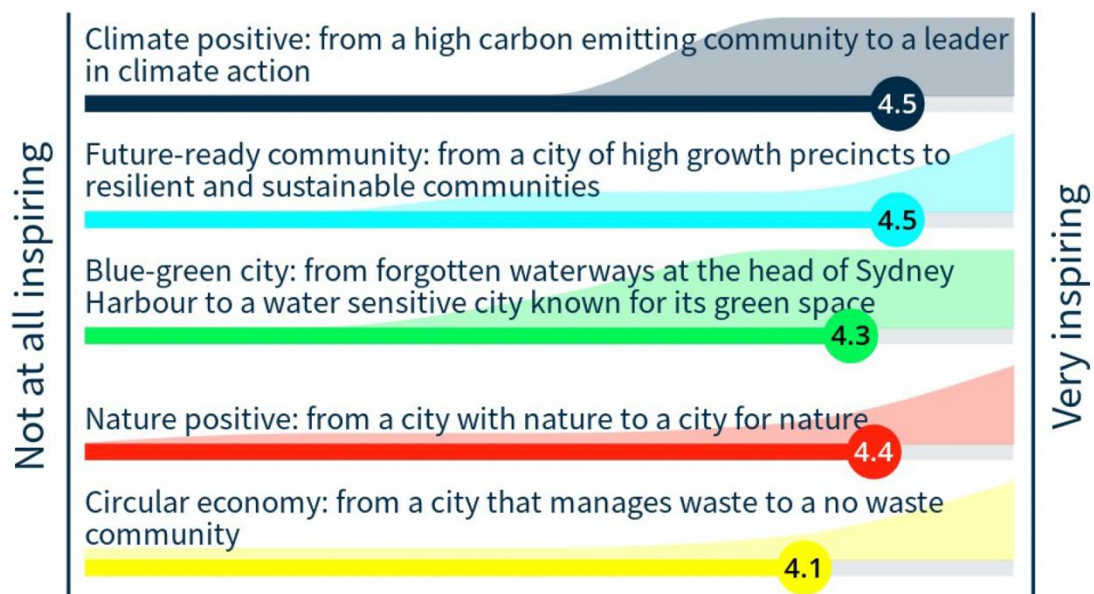 Not at all inspiring
Climate positive: from a high carbon emitting community to a leader
in climate action
4.5
Future-ready community: from a city of high growth precincts to
resilient and sustainable communities
4.5
Blue-green city: from forgotten waterways at the head of Sydney
Harbour to a water sensitive city known for its green space
4.3
Nature positive: from a city with nature to a city for nature
4.4
Circular economy: from a city that manages waste to a no waste
community
4.1
Very inspiring